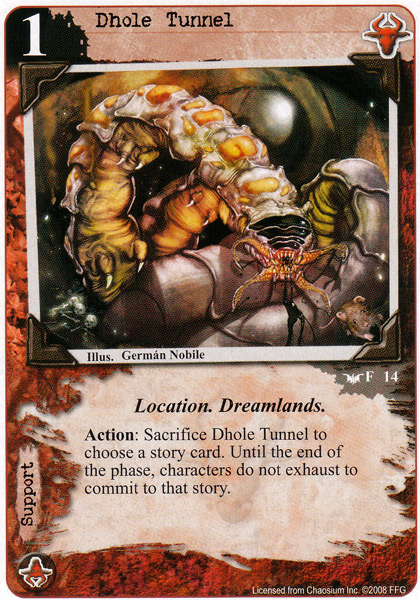 1
Dhole Tunnel
Illus. Germán Nobile
F 14
Location. Dreamlands.
Action: Sacrifice Dhole Tunnel to
choose a story card. Until the end of
the phase, characters do not exhaust to
commit to that story.
Support
Licensed from Chaosium Inc. ©2008 FFG